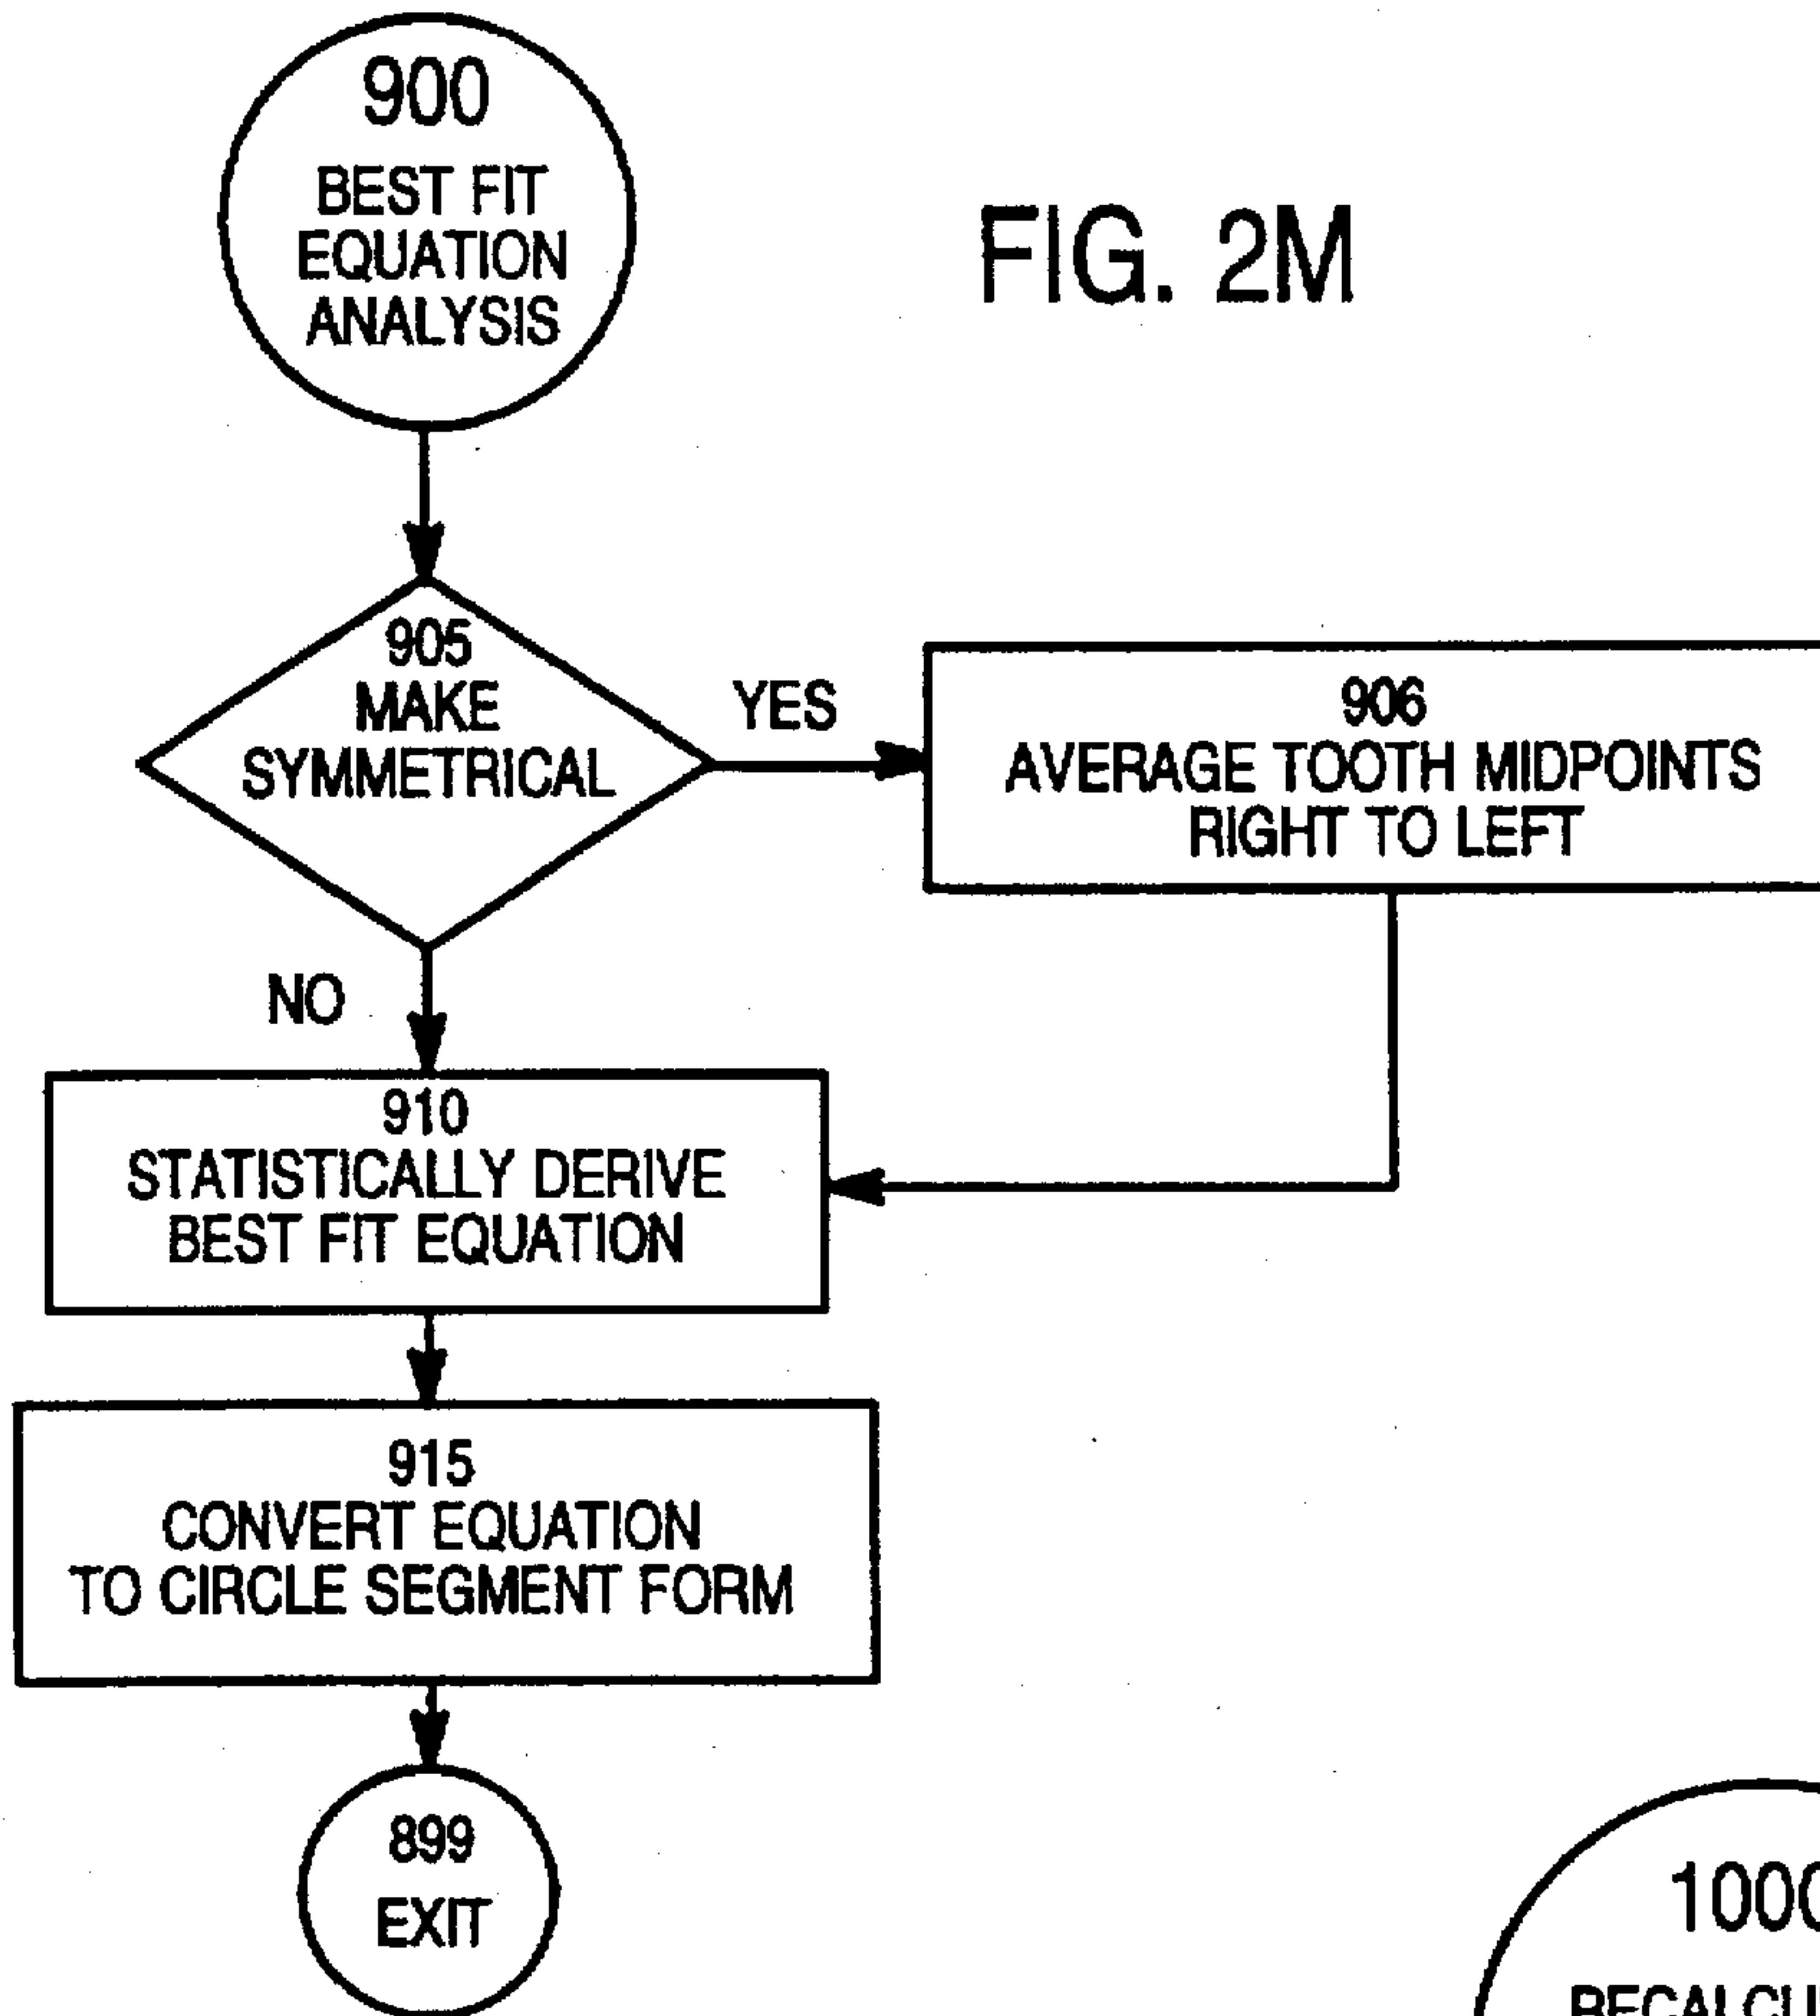 900
BEST FIT
EQUATION
ANALYSIS
FIG. 2M
905
MAKE
SYMMETRICAL
YES
906
AVERAGE TOOTH MIDPOINTS
RIGHT TO LEFT
NO
910
STATISTICALLY DERIVE
BEST FIT EQUATION
915
CONVERT EQUATION
TO CIRCLE SEGMENT FORM
899
EXIT